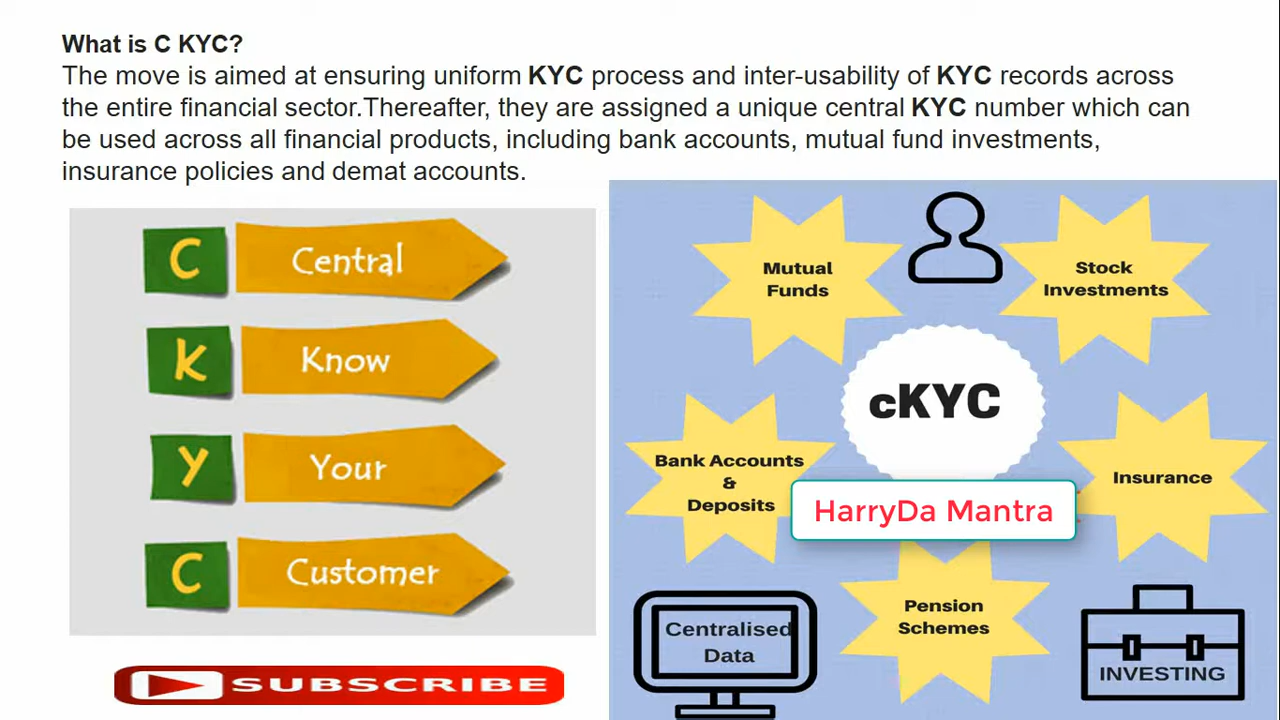 What is C KYC?
The move is aimed at ensuring uniform KYC process and inter-usability of KYC records across
the entire financial sector.Thereafter, they are assigned a unique central KYC number which can
be used across all financial products, including bank accounts, mutual fund investments,
insurance policies and demat accounts.
C Central
K Know
Y Your
C Customer
SUBSCRIBE
Mutual
Funds
Stock
Investments
cKYC
Bank Accounts
&
Deposits
Insurance
HarryDa Mantra
Pension
Schemes
Centralised
Data
INVESTING